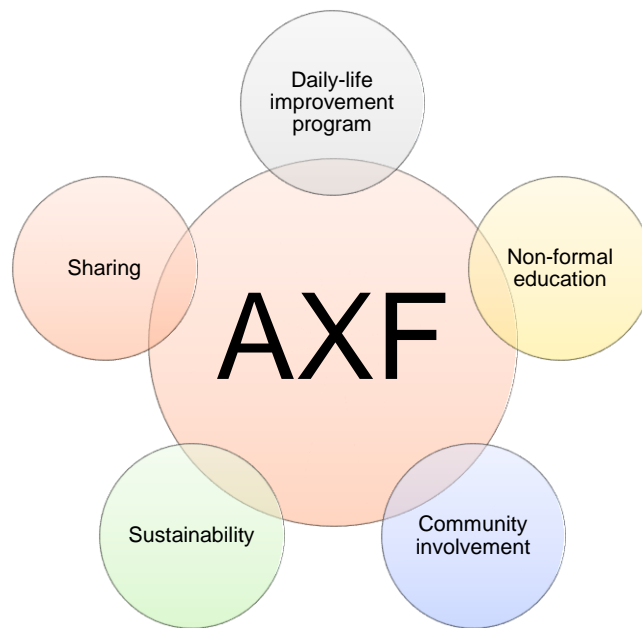 Daily-life
improvement
program
Sharing
Non-formal
education
AXF
Sustainability
Community
involvement